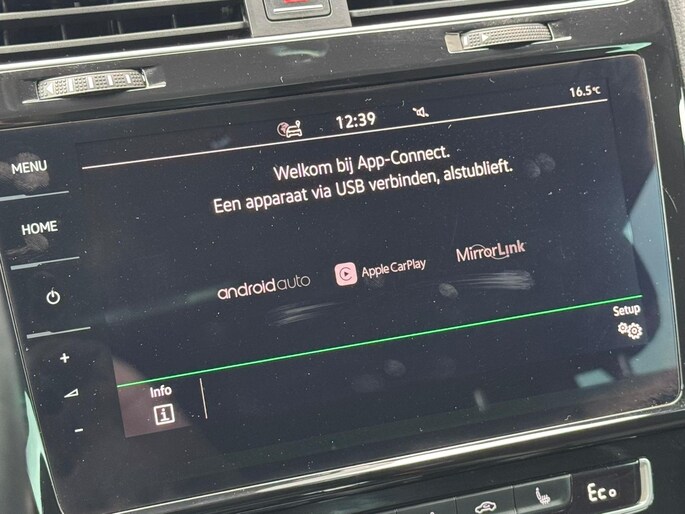 12:39
16.5°C
MENU
HOME
Welkom bij App-Connect.
Een apparaat via USB verbinden, alstublieft.
androidauto
Apple CarPlay
MirrorLink
Setup
+
-
Info
i
Eco